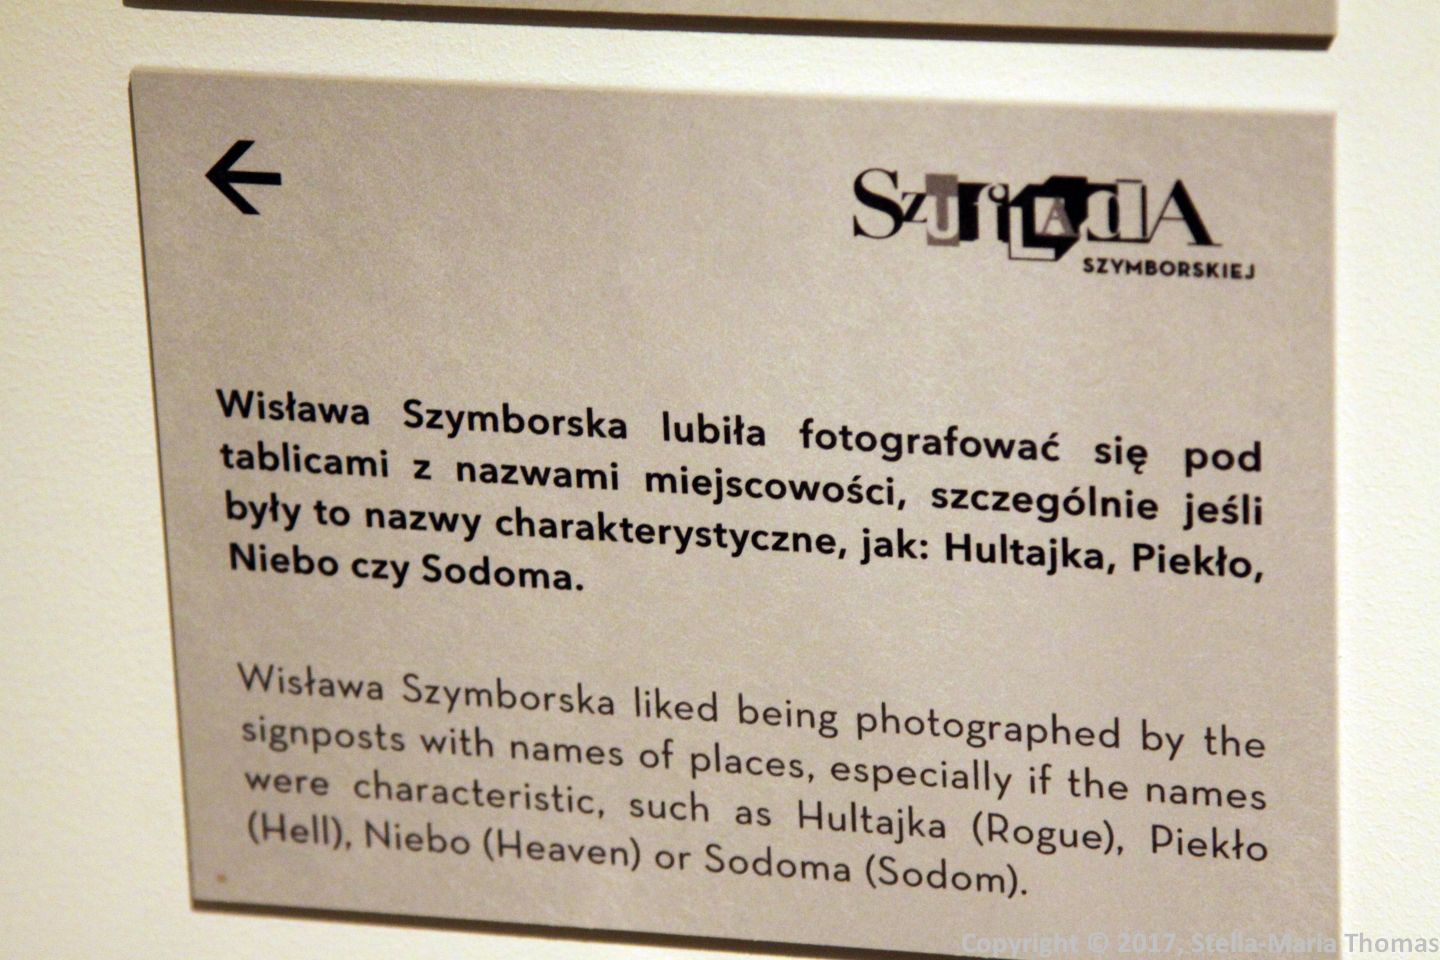 SZUFLADA
SZYMBORSKIEJ
Wisława Szymborska lubiła fotografować się pod
tablicami z nazwami miejscowości, szczególnie jeśli
były to nazwy charakterystyczne, jak: Hultajka, Piekło,
Niebo czy Sodoma.
Wisława Szymborska liked being photographed by the
signposts with names of places, especially if the names
were characteristic, such as Hultajka (Rogue), Piekło
(Hell), Niebo (Heaven) or Sodoma (Sodom).
Copyright © 2017, Stella-Maria Thomas